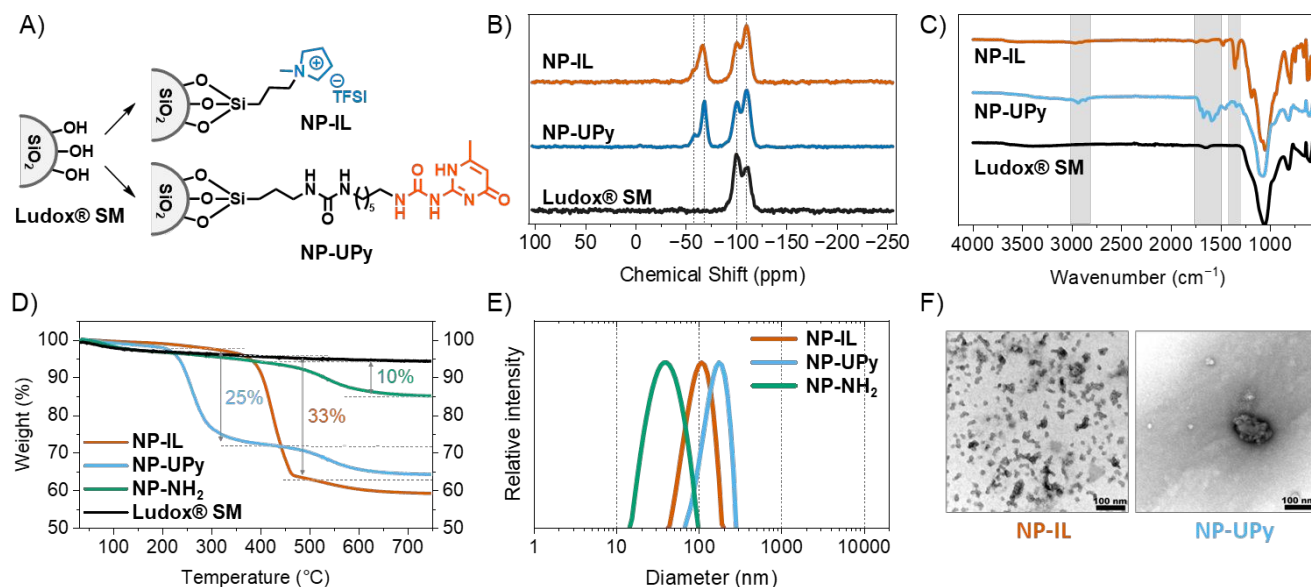 A)
SiO₂
OH
OH
OH
Ludox® SM
SiO₂
O
O
O
Si
N
⊕
⊖
TFSI
NP-IL
SiO₂
O
O
O
Si
H
N
O
H
N
( )₅
H
N
O
N
H
HN
N
O
NP-UPy
B)
NP-IL
NP-UPy
Ludox® SM
100 50 0 −50 −100 −150 −200 −250
Chemical Shift (ppm)
C)
NP-IL
NP-UPy
Ludox® SM
4000 3000 2000 1000
Wavenumber (cm⁻¹)
D)
Weight (%)
100
90
80
70
60
50
100
90
80
70
60
50
10%
25%
33%
NP-IL
NP-UPy
NP-NH₂
Ludox® SM
100 200 300 400 500 600 700
Temperature (°C)
E)
Relative intensity
NP-IL
NP-UPy
NP-NH₂
1 10 100 1000 10000
Diameter (nm)
F)
100 nm
100 nm
NP-IL
NP-UPy